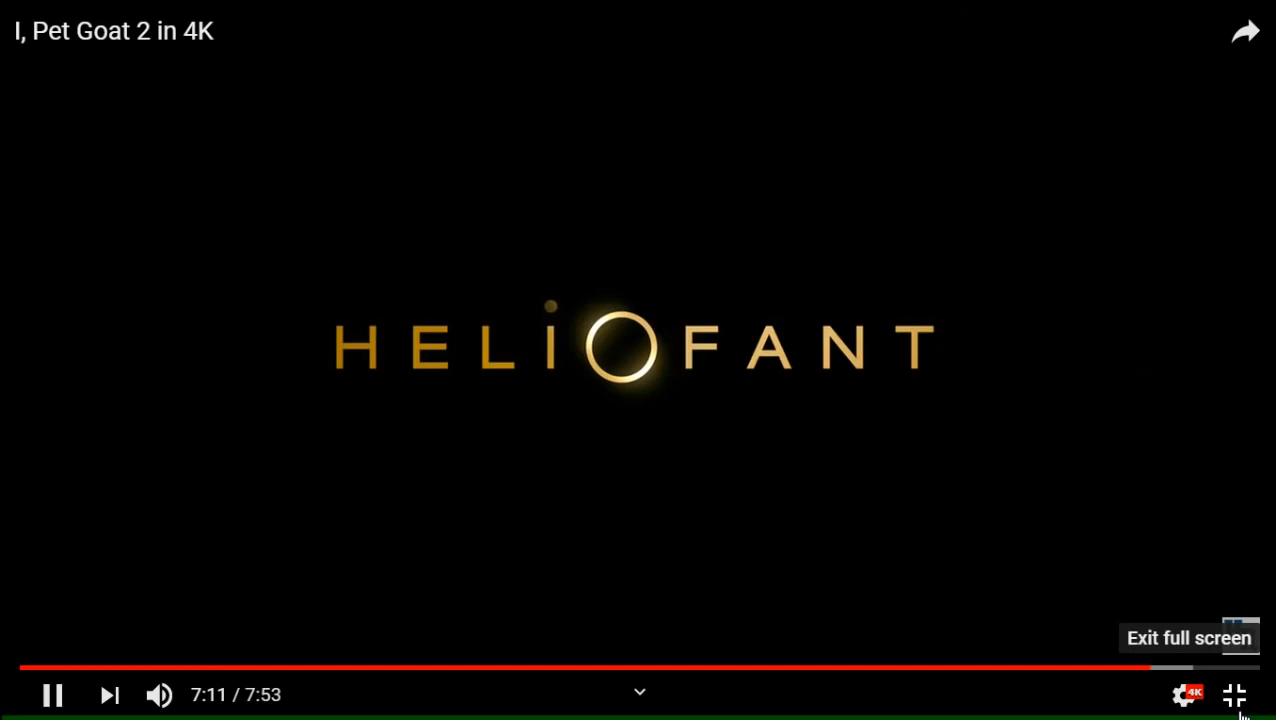 I, Pet Goat 2 in 4K
HELiOFANT
Exit full screen
7:11 / 7:53
4K